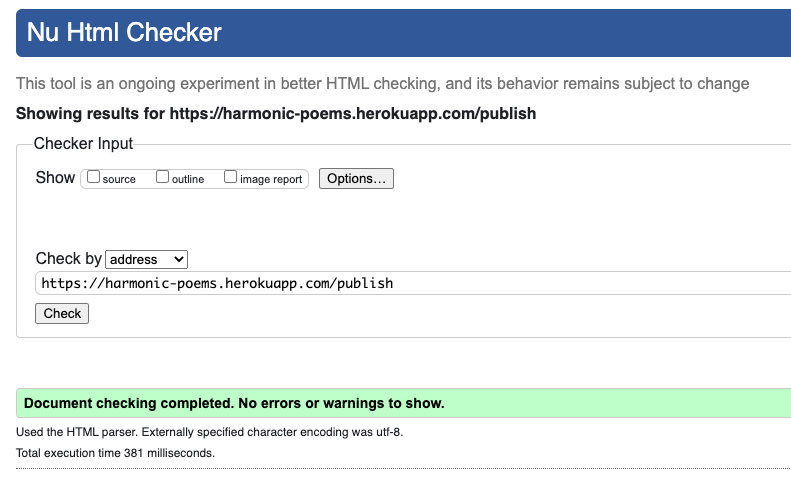 Nu Html Checker
This tool is an ongoing experiment in better HTML checking, and its behavior remains subject to change
Showing results for https://harmonic-poems.herokuapp.com/publish
Checker Input
Show source outline image report Options...
Check by address
https://harmonic-poems.herokuapp.com/publish
Check
Document checking completed. No errors or warnings to show.
Used the HTML parser. Externally specified character encoding was utf-8.
Total execution time 381 milliseconds.